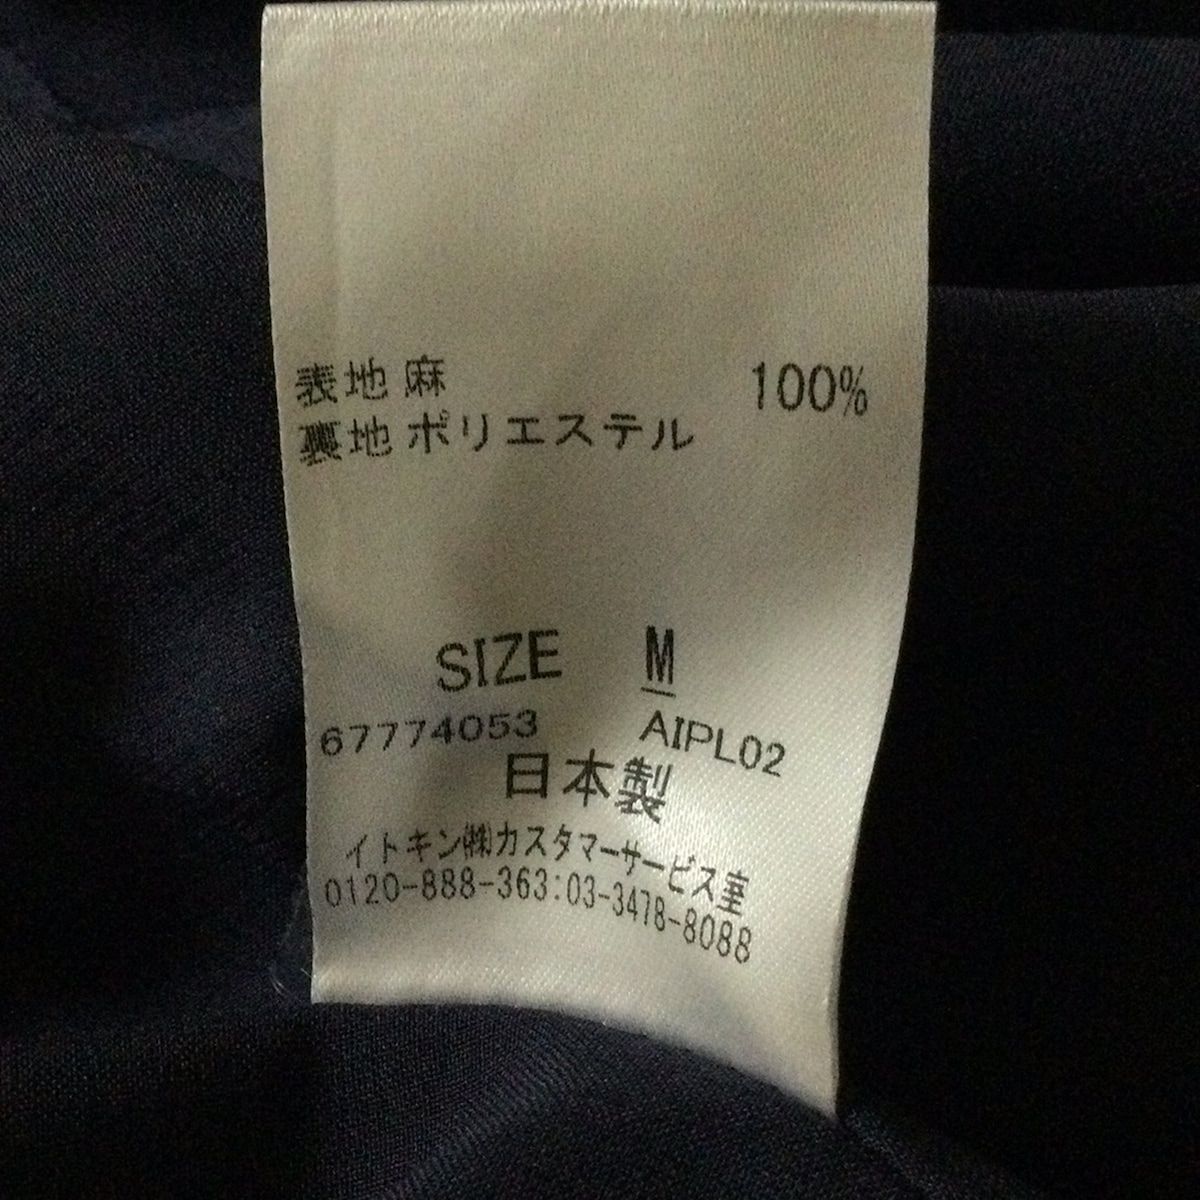 表地 麻 100%
裏地 ポリエステル
SIZE M
67774053 AIPL02
日本製
イトキン㈱カスタマーサービス室
0120-888-363:03-3478-8088